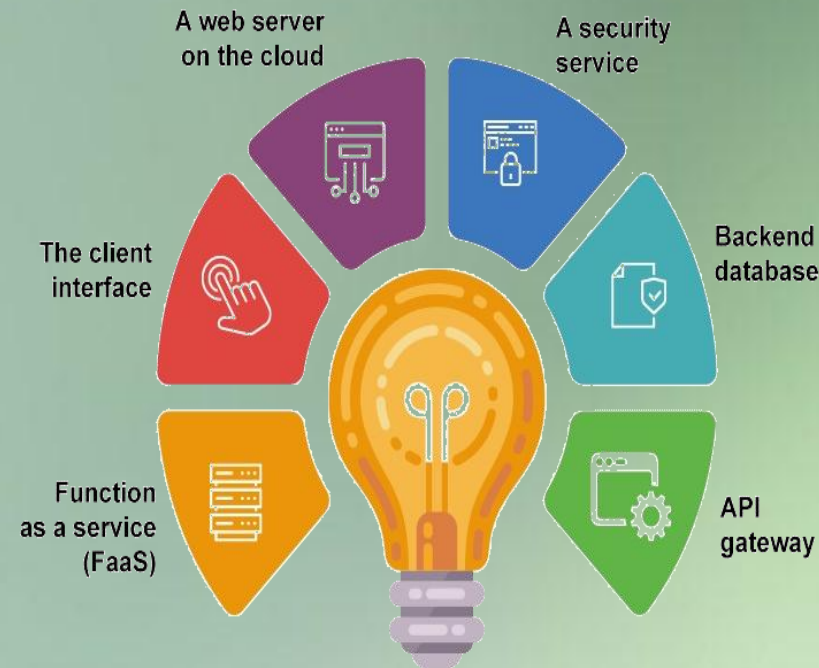 A web server
on the cloud
A security
service
The client
interface
Backend
database
Function
as a service
(FaaS)
API
gateway